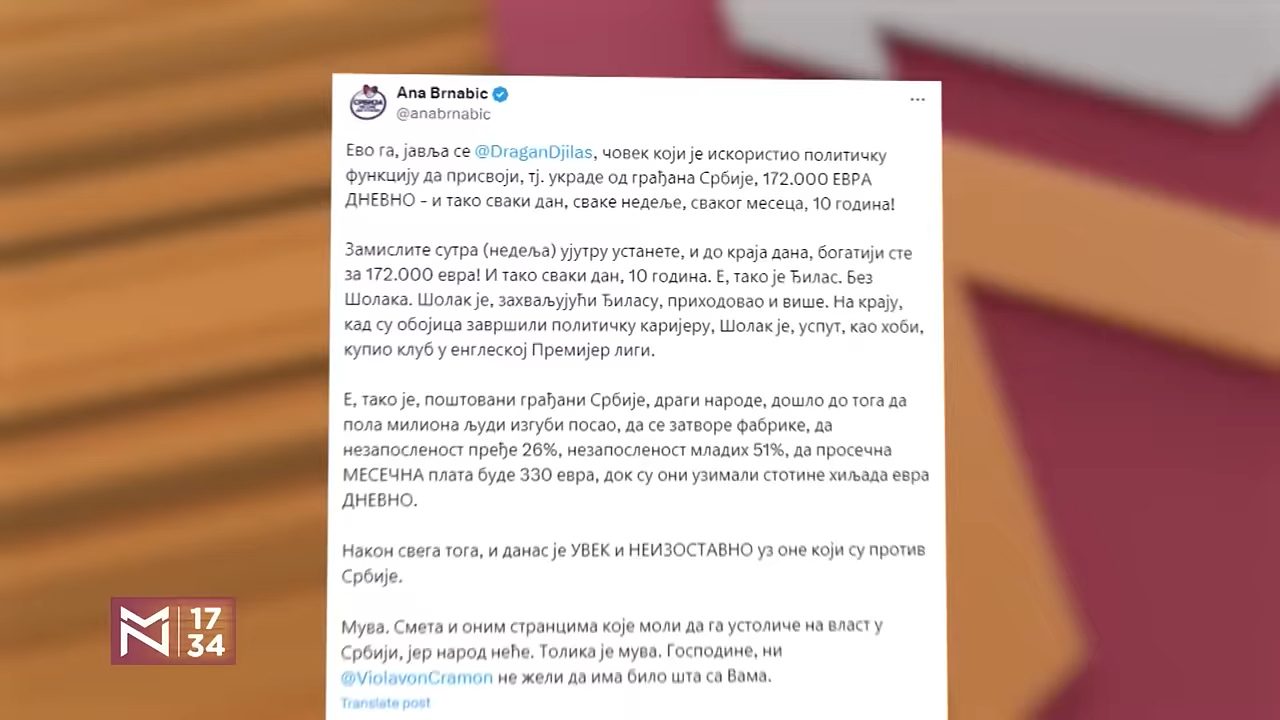 Ana Brnabic
@anabrnabic
Ево га, јавља се @DraganDjilas, човек који је искористио политичку
функцију да присвоји, тј. украде од грађана Србије, 172.000 ЕВРА
ДНЕВНО - и тако сваки дан, сваке недеље, сваког месеца, 10 година!
Замислите сутра (недеља) ујутру устанете, и до краја дана, богатији сте
за 172.000 евра! И тако сваки дан, 10 година. Е, тако је Ђилас. Без
Шолака. Шолак је, захваљујући Ђиласу, приходовао и више. На крају,
кад су обојица завршили политичку каријеру, Шолак је, успут, као хоби,
купио клуб у енглеској Премијер лиги.
Е, тако је, поштовани грађани Србије, драги народе, дошло до тога да
пола милиона људи изгуби посао, да се затворе фабрике, да
незапосленост пређе 26%, незапосленост младих 51%, да просечна
МЕСЕЧНА плата буде 330 евра, док су они узимали стотине хиљада евра
ДНЕВНО.
Након свега тога, и данас је УВЕК и НЕИЗОСТАВНО уз оне који су против
Србије.
Мува. Смета и оним странцима које моли да га устоличе на власт у
Србији, јер народ неће. Толика је мува. Господине, ни
@ViolavonCramon не жели да има било шта са Вама.
Translate post
17
34